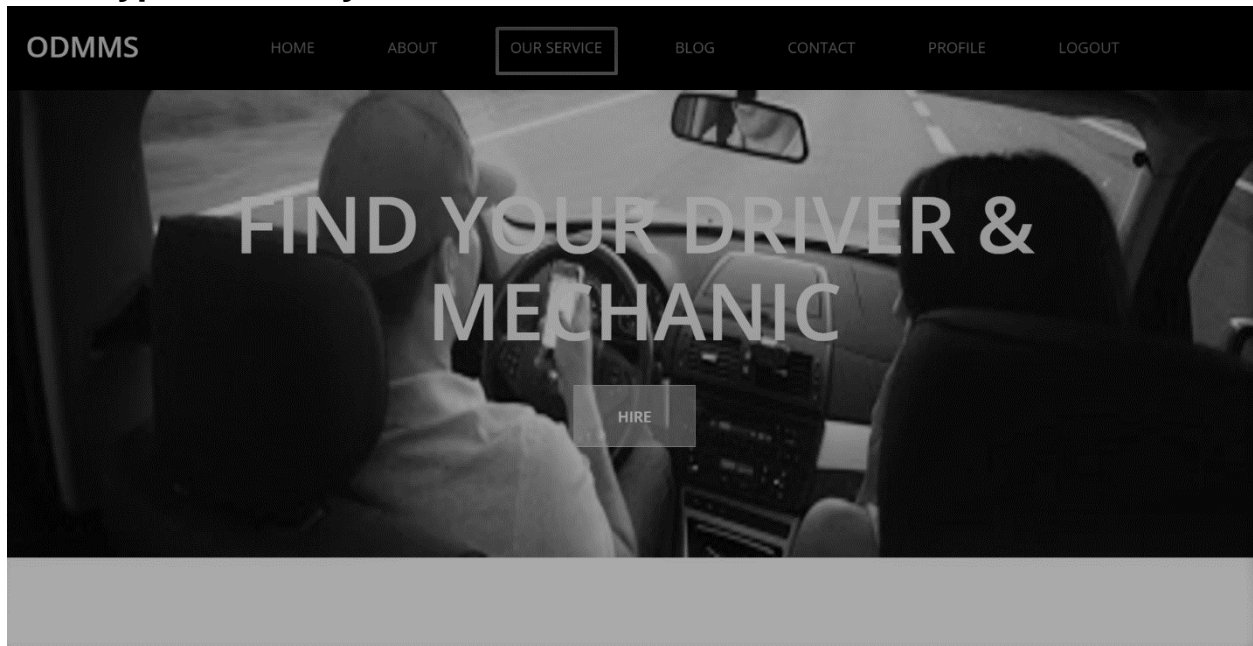 ODMMS
HOME ABOUT OUR SERVICE BLOG CONTACT PROFILE LOGOUT
FIND YOUR DRIVER &
MECHANIC
HIRE